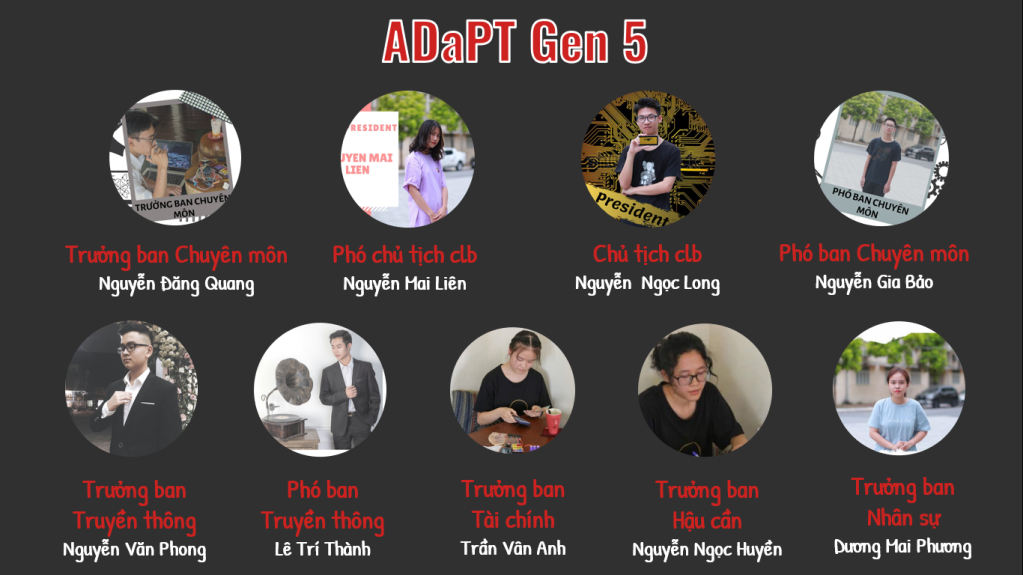 ADaPT Gen 5
TRƯỞNG BAN CHUYÊN
MÔN
RESIDENT
UYEN MAI
LIEN
President
PHÓ BAN CHUYÊN
MÔN
Trưởng ban Chuyên môn
Nguyễn Đăng Quang
Phó chủ tịch clb
Nguyễn Mai Liên
Chủ tịch clb
Nguyễn Ngọc Long
Phó ban Chuyên môn
Nguyễn Gia Bảo
Trưởng ban
Truyền thông
Nguyễn Văn Phong
Phó ban
Truyền thông
Lê Trí Thành
Trưởng ban
Tài chính
Trần Vân Anh
Trưởng ban
Hậu cần
Nguyễn Ngọc Huyền
Trưởng ban
Nhân sự
Dương Mai Phương